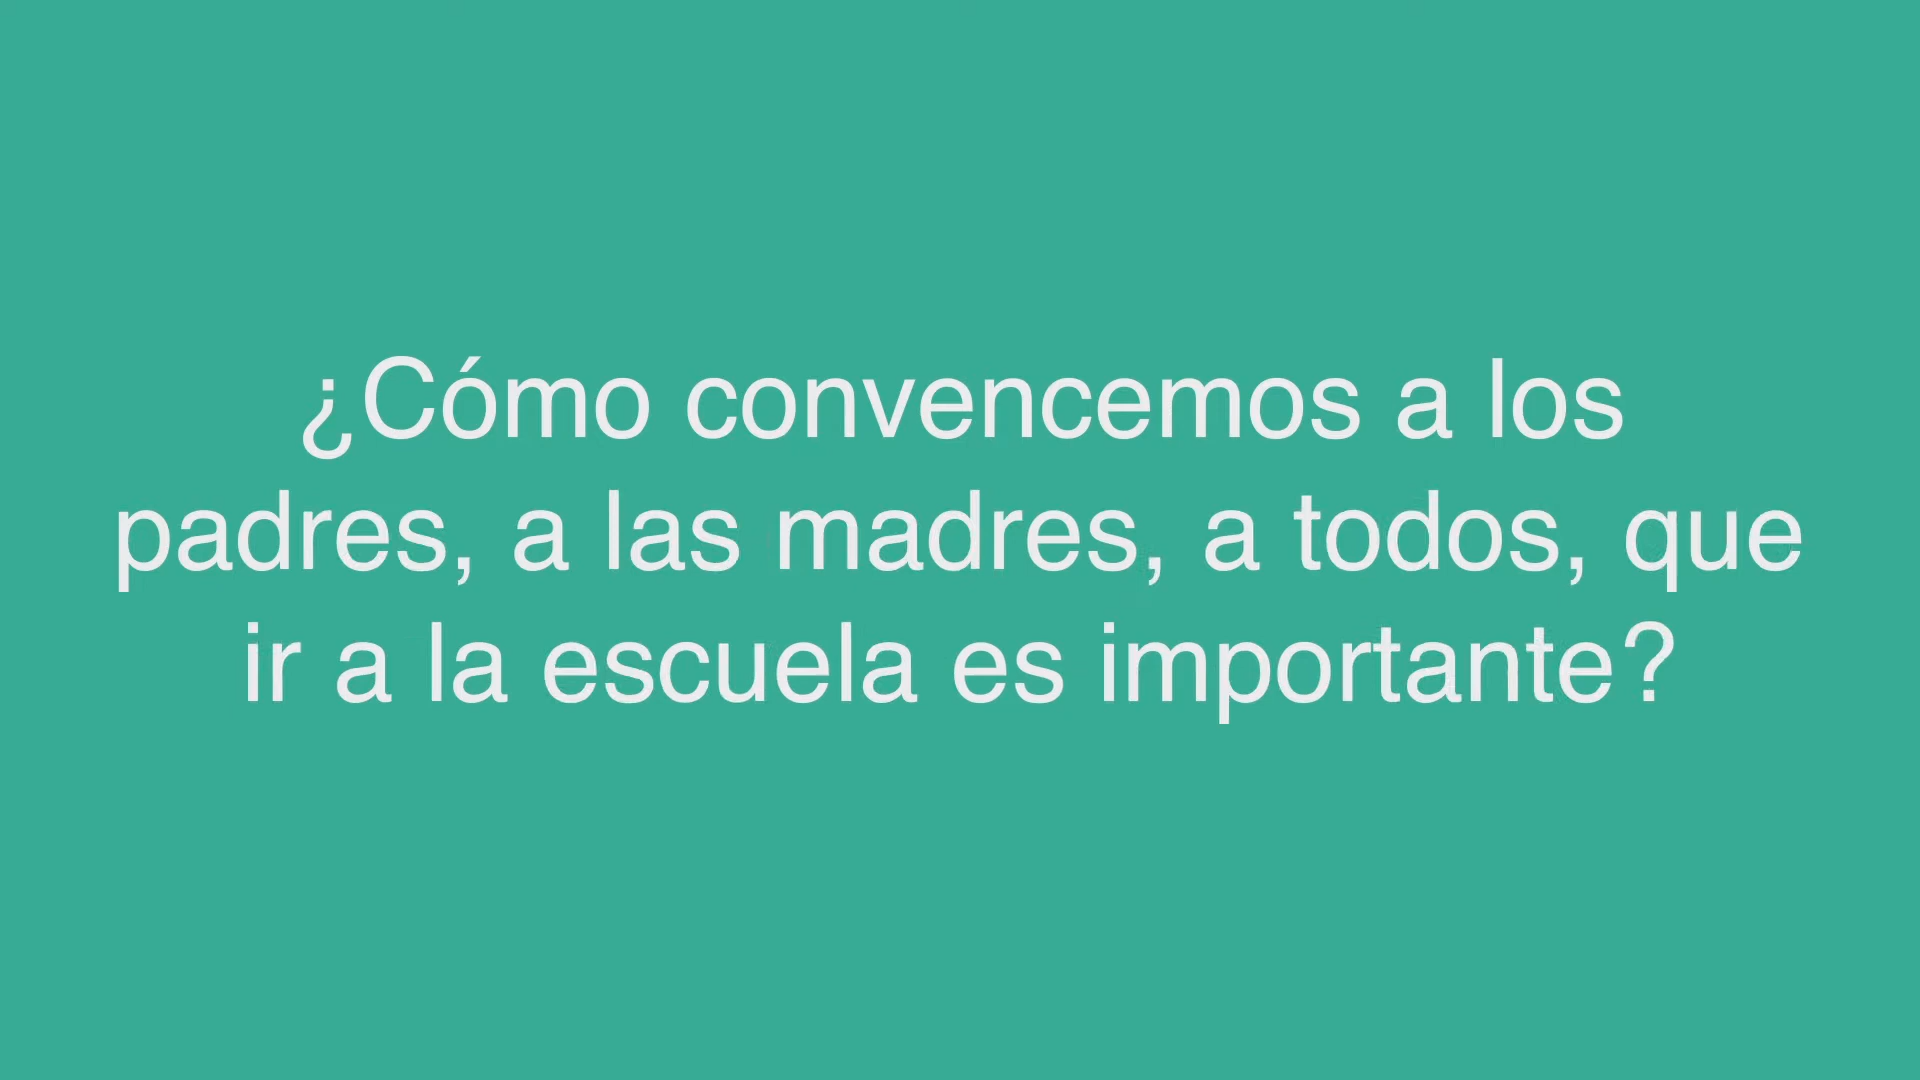 ¿Cómo convencemos a los
padres, a las madres, a todos, que
ir a la escuela es importante?